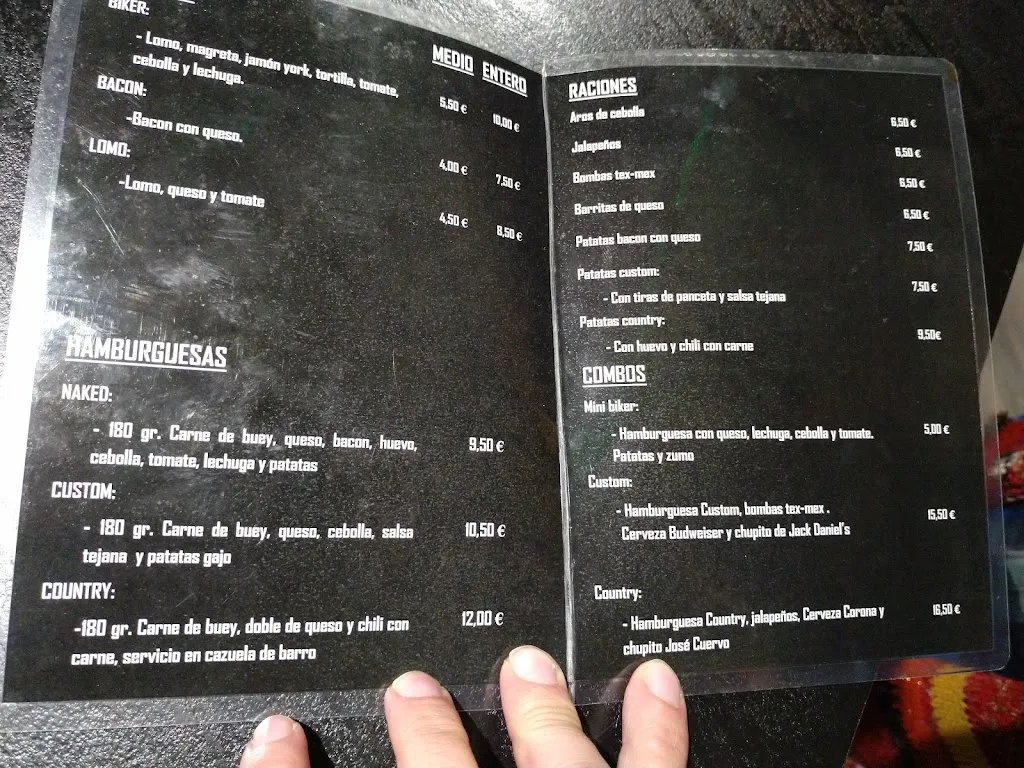 BIKER:
MEDIO ENTERO
- Lomo, magreta, jamón york, tortilla, tomate,
cebolla y lechuga.
5,50 € 10,00 €
BACON:
-Bacon con queso.
4,00 € 7,50 €
LOMO:
-Lomo, queso y tomate
4,50 € 8,50 €
HAMBURGUESAS
NAKED:
- 180 gr. Carne de buey, queso, bacon, huevo, 9,50 €
cebolla, tomate, lechuga y patatas
CUSTOM:
- 180 gr. Carne de buey, queso, cebolla, salsa 10,50 €
tejana y patatas gajo
COUNTRY:
-180 gr. Carne de buey, doble de queso y chili con 12,00 €
carne, servicio en cazuela de barro
RACIONES
Aros de cebolla 6,50 €
Jalapeños 6,50 €
Bombas tex-mex 6,50 €
Barritas de queso 6,50 €
Patatas bacon con queso 7,50 €
Patatas custom: 7,50 €
- Con tiras de panceta y salsa tejana
Patatas country: 9,50€
- Con huevo y chili con carne
COMBOS
Mini biker:
- Hamburguesa con queso, lechuga, cebolla y tomate. 5,00 €
Patatas y zumo
Custom:
- Hamburguesa Custom, bombas tex-mex . 15,50 €
Cerveza Budweiser y chupito de Jack Daniel's
Country:
- Hamburguesa Country, jalapeños, Cerveza Corona y 16,50 €
chupito José Cuervo